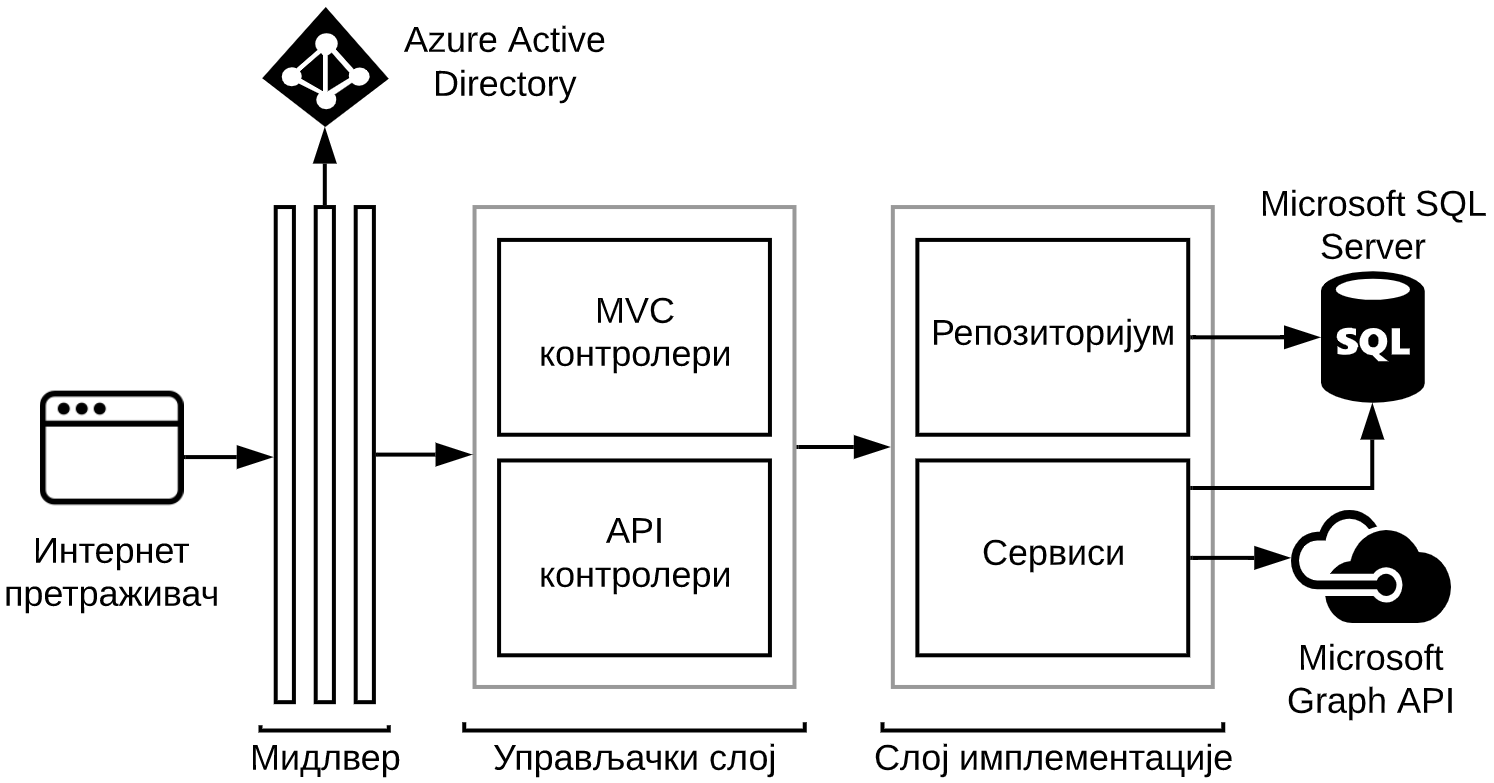 Azure Active
Directory
Microsoft SQL
Server
SQL
MVC
контролери
Репозиторијум
API
контролери
Сервиси
Интернет
претраживач
Microsoft
Graph API
Мидлвер
Управљачки слој
Слој имплементације